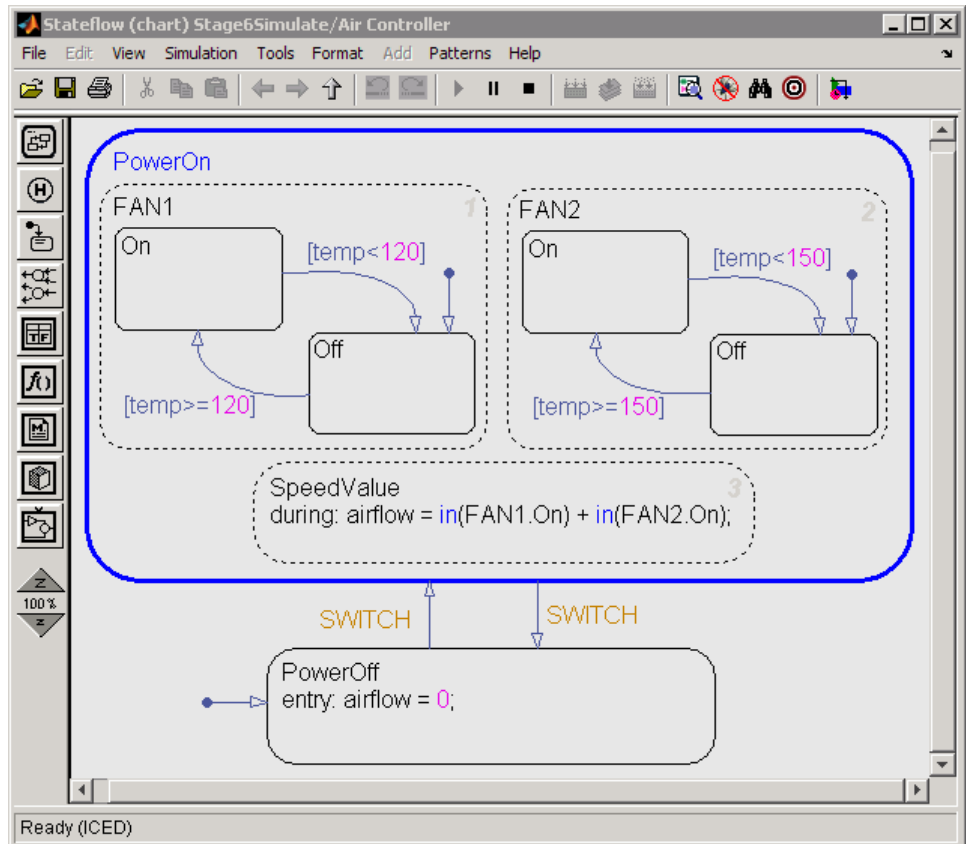 Stateflow (chart) Stage6Simulate/Air Controller
File Edit View Simulation Tools Format Add Patterns Help
PowerOn
FAN1 1
FAN2 2
On
[temp<120]
On
[temp<150]
Off
Off
[temp>=120]
[temp>=150]
SpeedValue 3
during: airflow = in(FAN1.On) + in(FAN2.On);
SWITCH
SWITCH
PowerOff
entry: airflow = 0;
H
TF
f()
M
Z
100 %
Z
Ready (ICED)